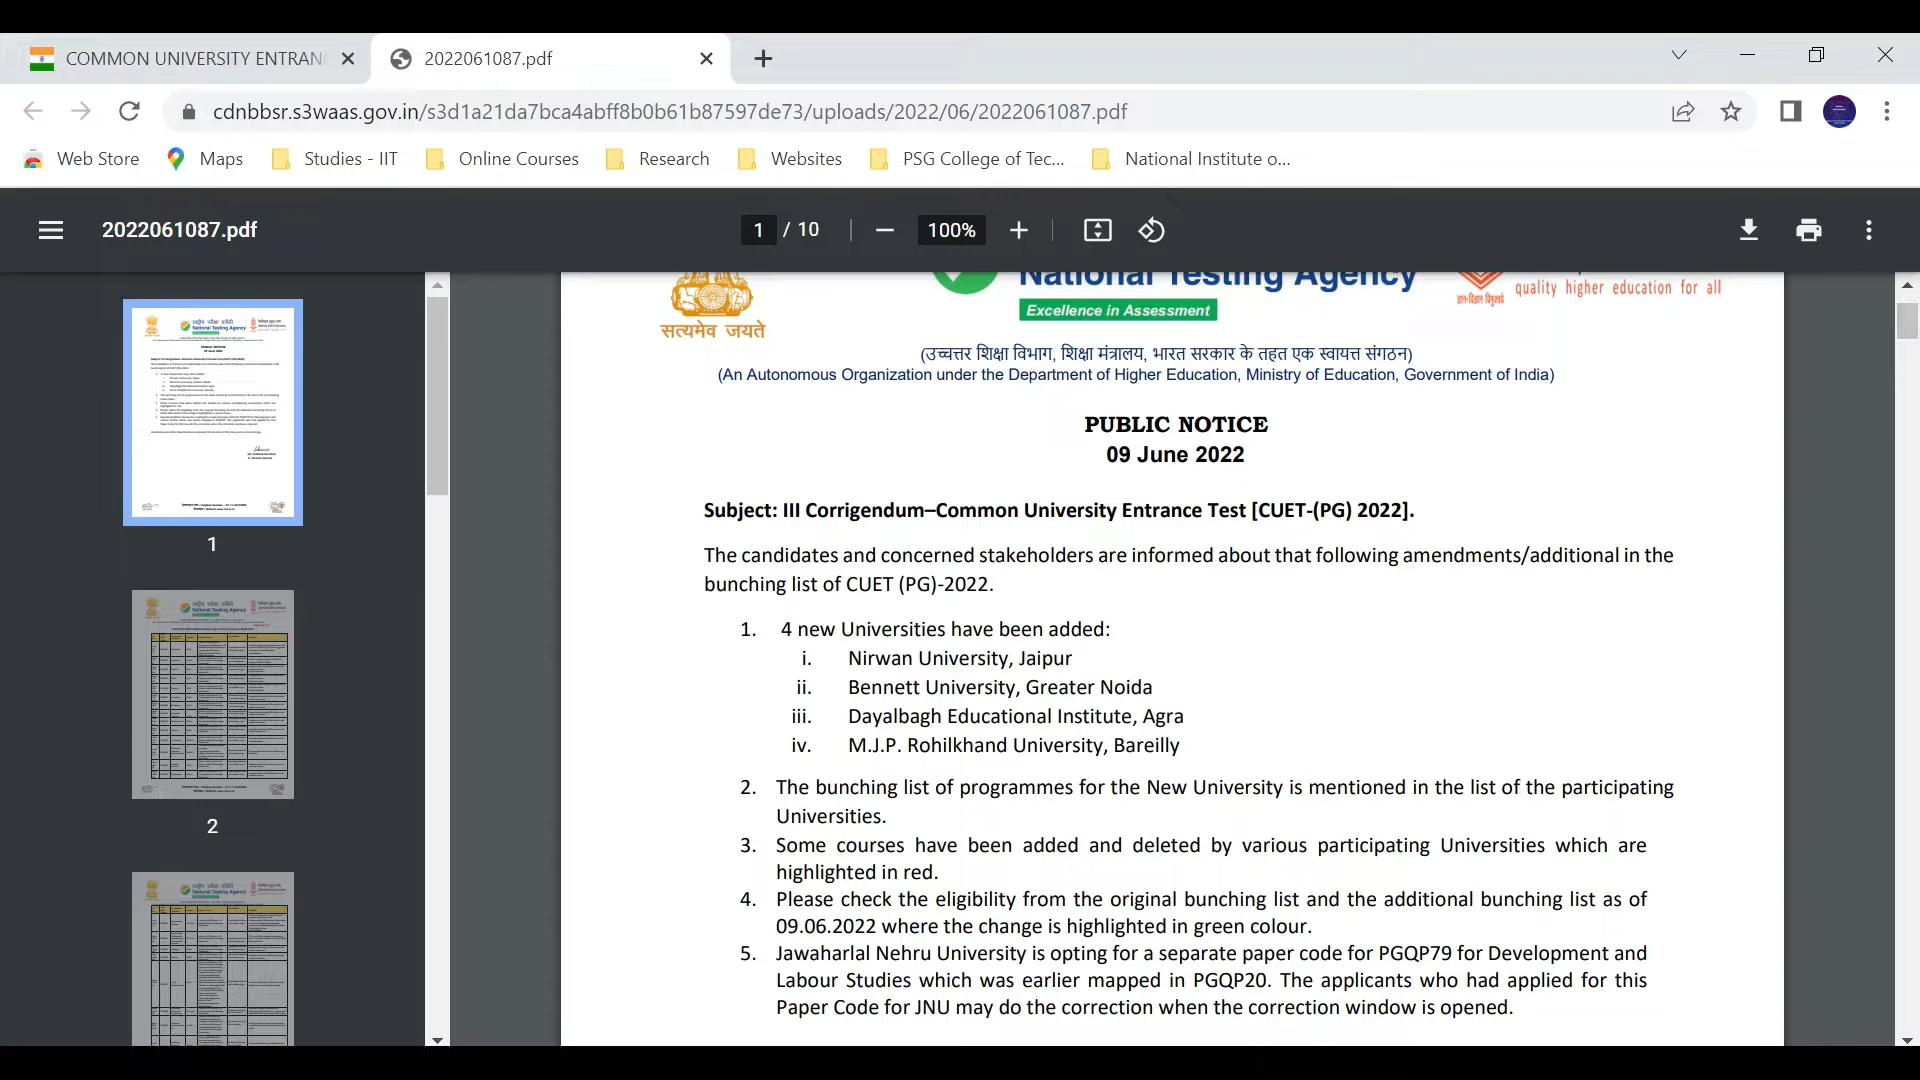 COMMON UNIVERSITY ENTRAN
2022061087.pdf
cdnbbsr.s3waas.gov.in/s3d1a21da7bca4abff8b0b61b87597de73/uploads/2022/06/2022061087.pdf
Web Store Maps Studies - IIT Online Courses Research Websites PSG College of Tec... National Institute o...
2022061087.pdf 1 / 10 100%
1
2
सत्यमेव जयते
National Testing Agency
Excellence in Assessment
quality higher education for all
(उच्चत्तर शिक्षा विभाग, शिक्षा मंत्रालय, भारत सरकार के तहत एक स्वायत्त संगठन)
(An Autonomous Organization under the Department of Higher Education, Ministry of Education, Government of India)
PUBLIC NOTICE
09 June 2022
Subject: III Corrigendum–Common University Entrance Test [CUET-(PG) 2022].
The candidates and concerned stakeholders are informed about that following amendments/additional in the
bunching list of CUET (PG)-2022.
1. 4 new Universities have been added:
i. Nirwan University, Jaipur
ii. Bennett University, Greater Noida
iii. Dayalbagh Educational Institute, Agra
iv. M.J.P. Rohilkhand University, Bareilly
2. The bunching list of programmes for the New University is mentioned in the list of the participating
Universities.
3. Some courses have been added and deleted by various participating Universities which are
highlighted in red.
4. Please check the eligibility from the original bunching list and the additional bunching list as of
09.06.2022 where the change is highlighted in green colour.
5. Jawaharlal Nehru University is opting for a separate paper code for PGQP79 for Development and
Labour Studies which was earlier mapped in PGQP20. The applicants who had applied for this
Paper Code for JNU may do the correction when the correction window is opened.